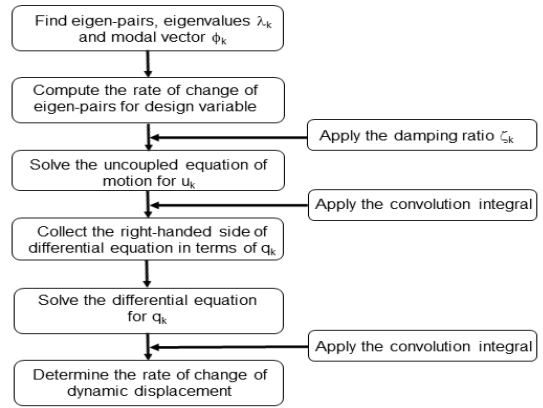 Find eigen-pairs, eigenvalues λk
and modal vector ϕk
Compute the rate of change of
eigen-pairs for design variable
Apply the damping ratio ζk
Solve the uncoupled equation of
motion for uk
Apply the convolution integral
Collect the right-handed side of
differential equation in terms of qk
Solve the differential equation
for qk
Apply the convolution integral
Determine the rate of change of
dynamic displacement